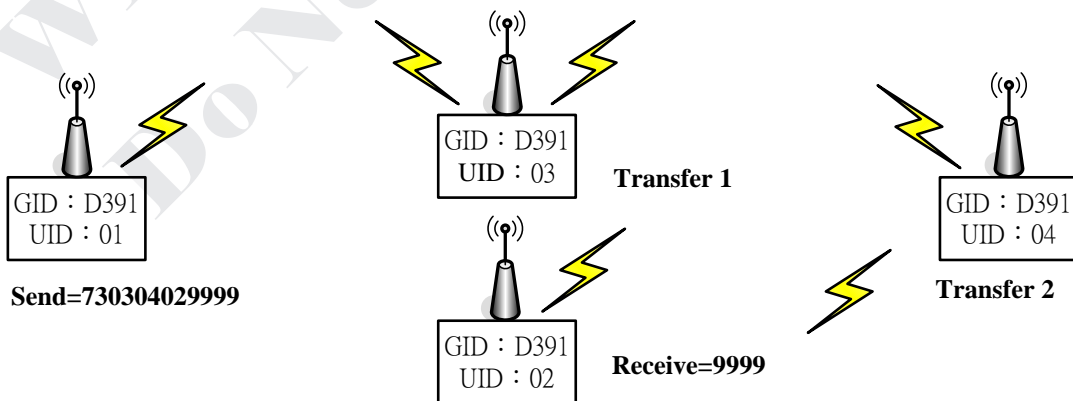 GID：D391
UID：01
Send=730304029999
GID：D391
UID：03
Transfer 1
GID：D391
UID：02
Receive=9999
GID：D391
UID：04
Transfer 2